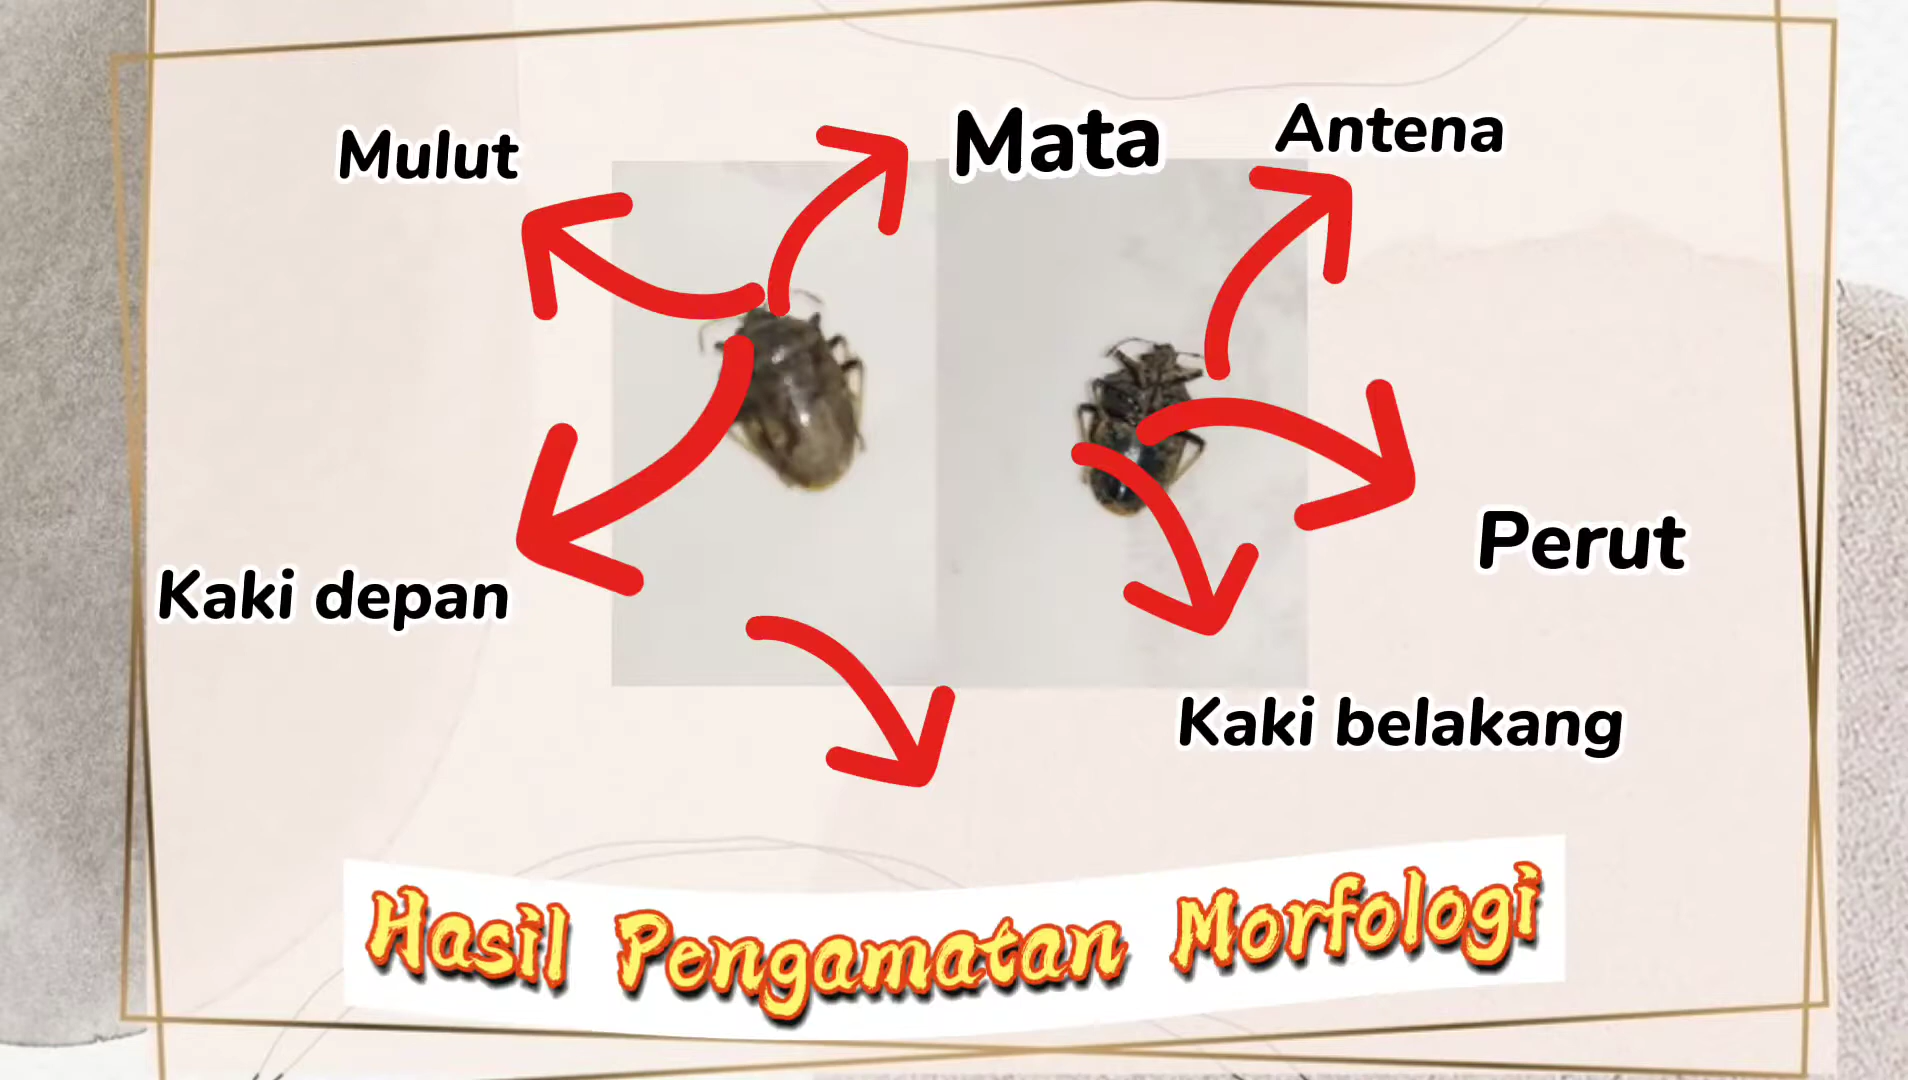 Mulut
Mata
Antena
Kaki depan
Perut
Kaki belakang
Hasil Pengamatan Morfologi